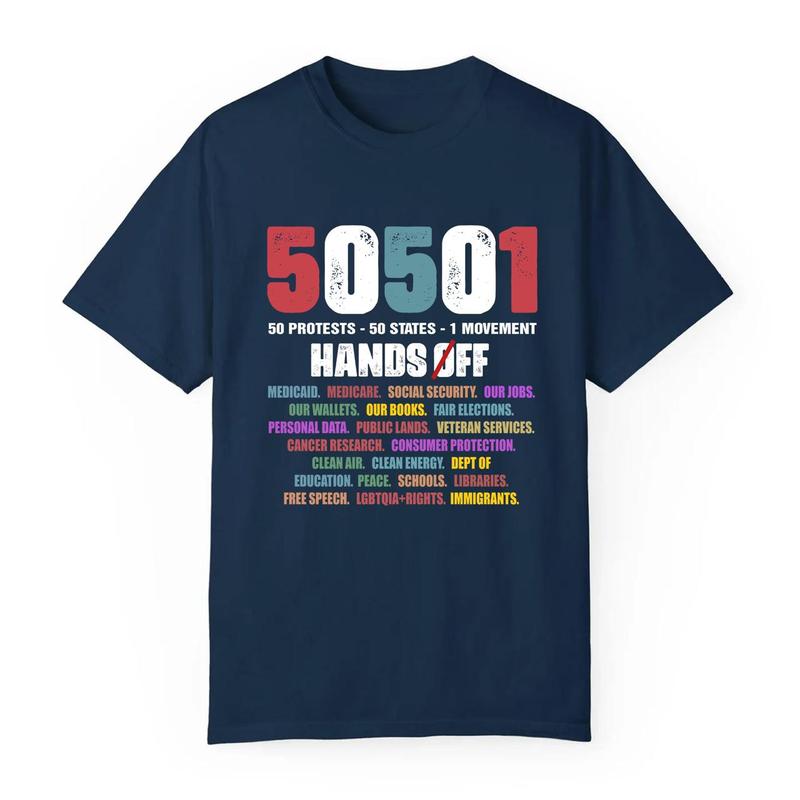 50501
50 PROTESTS - 50 STATES - 1 MOVEMENT
HANDS OFF
MEDICAID. MEDICARE. SOCIAL SECURITY. OUR JOBS.
OUR WALLETS. OUR BOOKS. FAIR ELECTIONS.
PERSONAL DATA. PUBLIC LANDS. VETERAN SERVICES.
CANCER RESEARCH. CONSUMER PROTECTION.
CLEAN AIR. CLEAN ENERGY. DEPT OF
EDUCATION. PEACE. SCHOOLS. LIBRARIES.
FREE SPEECH. LGBTQIA+RIGHTS. IMMIGRANTS.